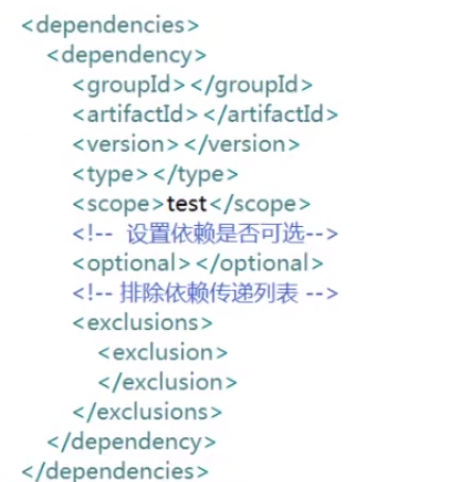 <dependencies>
<dependency>
<groupId></groupId>
<artifactId></artifactId>
<version></version>
<type></type>
<scope>test</scope>
<!-- 设置依赖是否可选-->
<optional></optional>
<!-- 排除依赖传递列表 -->
<exclusions>
<exclusion>
</exclusion>
</exclusions>
</dependency>
</dependencies>